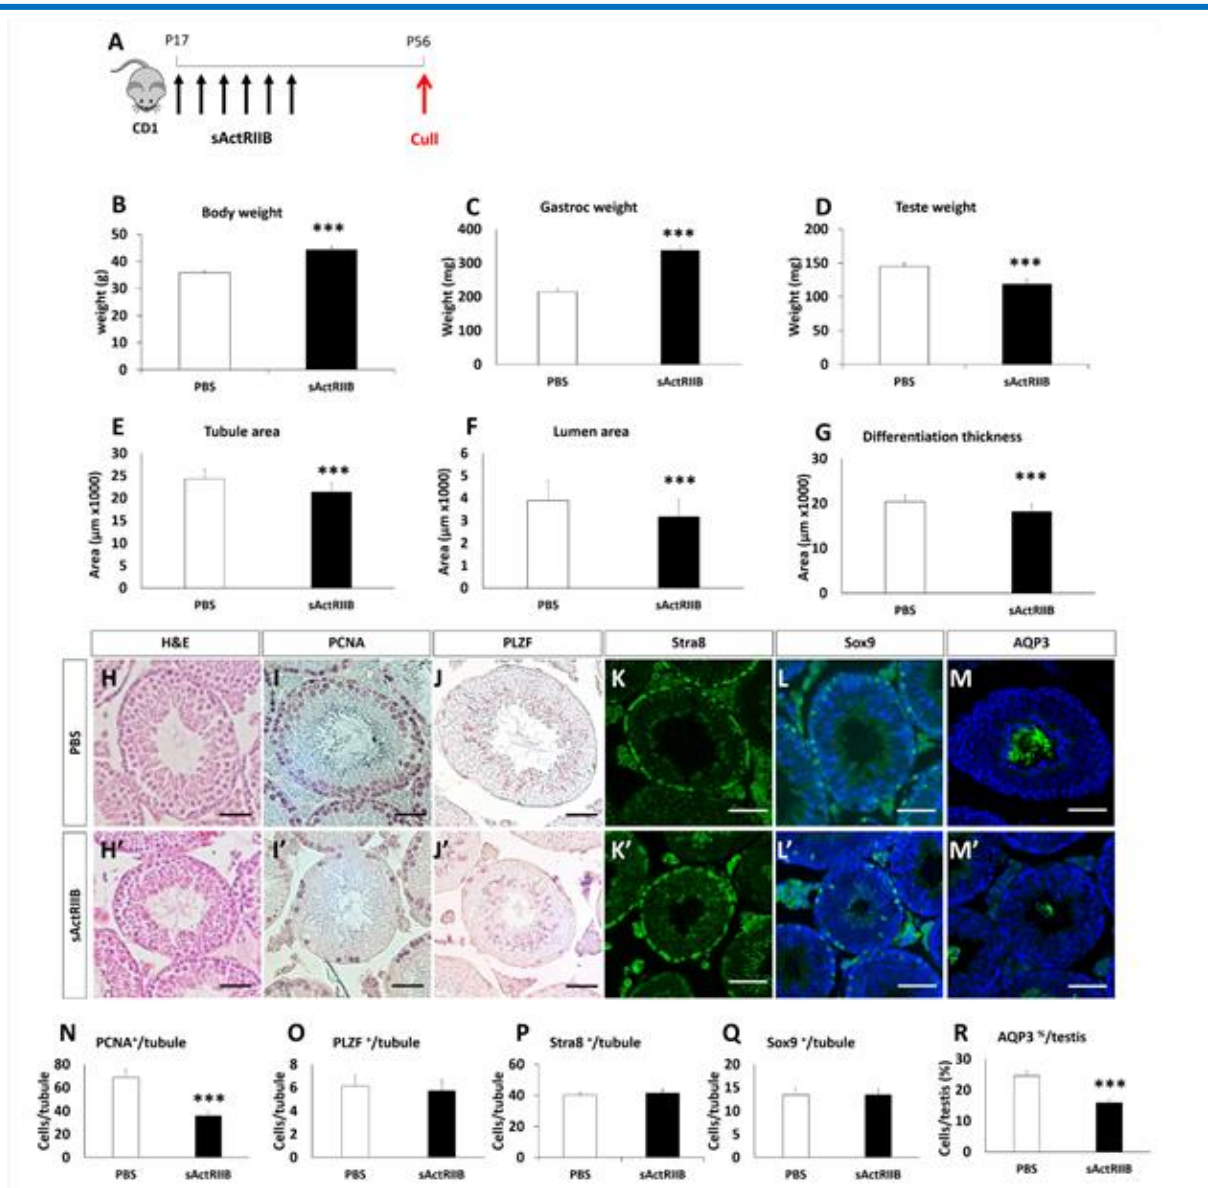 A
P17 P56
CD1
sActRIIB
Cull
B Body weight
C Gastroc weight
D Teste weight
weight (g)
50
40
30
20
10
0
PBS sActRIIB
***
Weight (mg)
400
300
200
100
0
PBS sActRIIB
***
Weight (mg)
200
150
100
50
0
PBS sActRIIB
***
E Tubule area
F Lumen area
G Differentiation thickness
Area (µm x1000)
30
25
20
15
10
5
0
PBS sActRIIB
***
Area (µm x1000)
6
5
4
3
2
1
0
PBS sActRIIB
***
Area (µm x1000)
30
20
10
0
PBS sActRIIB
***
H&E PCNA PLZF Stra8 Sox9 AQP3
PBS
H I J K L M
sActRIIB
H' I' J' K' L' M'
N PCNA⁺/tubule
O PLZF ⁺/tubule
P Stra8 ⁺/tubule
Q Sox9 ⁺/tubule
R AQP3 %/testis
Cells/tubule
80
60
40
20
0
PBS sActRIIB
***
Cells/tubule
8
6
4
2
0
PBS sActRIIB
Cells/tubule
60
40
20
0
PBS sActRIIB
Cells/tubule
20
15
10
5
0
PBS sActRIIB
Cells/testis (%)
30
20
10
0
PBS sActRIIB
***